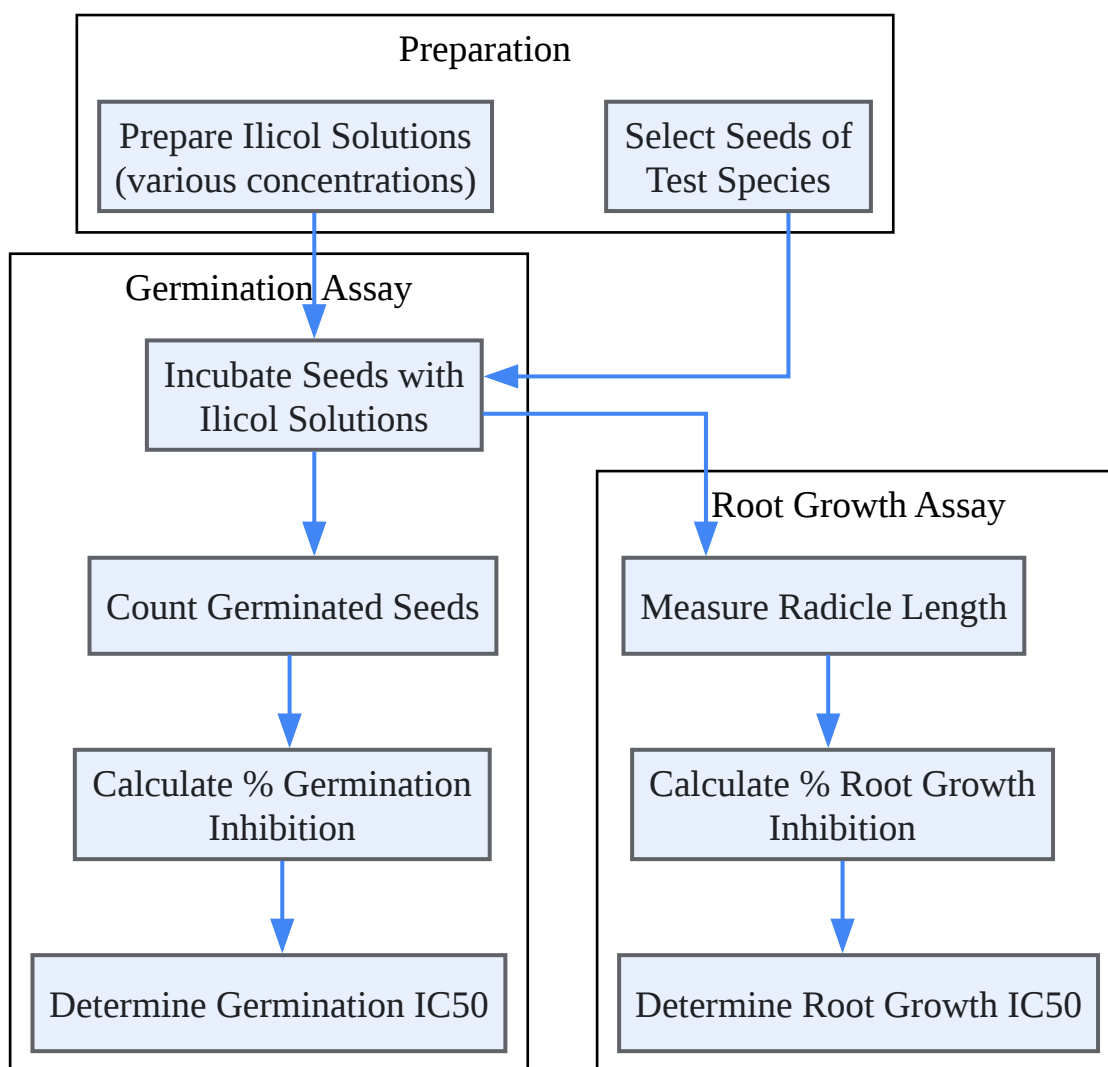 Preparation
Prepare Ilicol Solutions
(various concentrations)
Select Seeds of
Test Species
Germination Assay
Incubate Seeds with
Ilicol Solutions
Count Germinated Seeds
Calculate % Germination
Inhibition
Determine Germination IC50
Root Growth Assay
Measure Radicle Length
Calculate % Root Growth
Inhibition
Determine Root Growth IC50